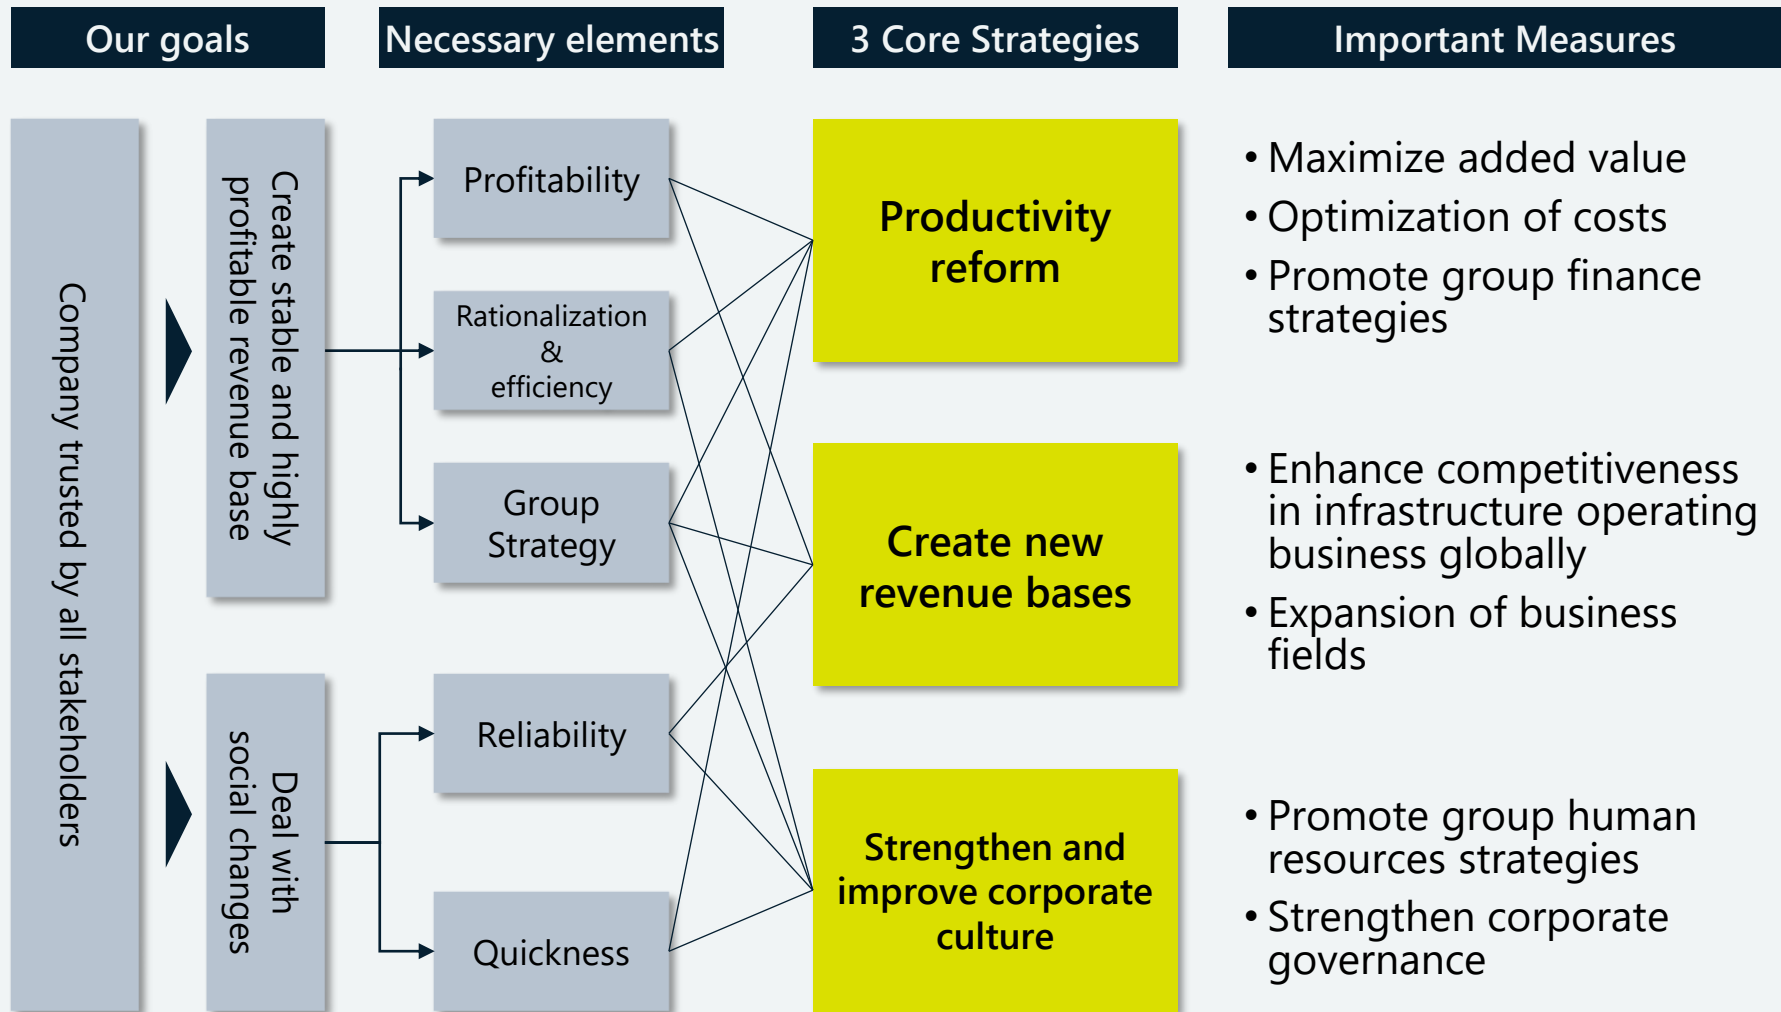 Our goals
Necessary elements
3 Core Strategies
Important Measures
Company trusted by all stakeholders
Create stable and highly
profitable revenue base
Deal with
social changes
Profitability
Rationalization
&
efficiency
Group
Strategy
Reliability
Quickness
Productivity
reform
Create new
revenue bases
Strengthen and
improve corporate
culture
• Maximize added value
• Optimization of costs
• Promote group finance
strategies
• Enhance competitiveness
in infrastructure operating
business globally
• Expansion of business
fields
• Promote group human
resources strategies
• Strengthen corporate
governance